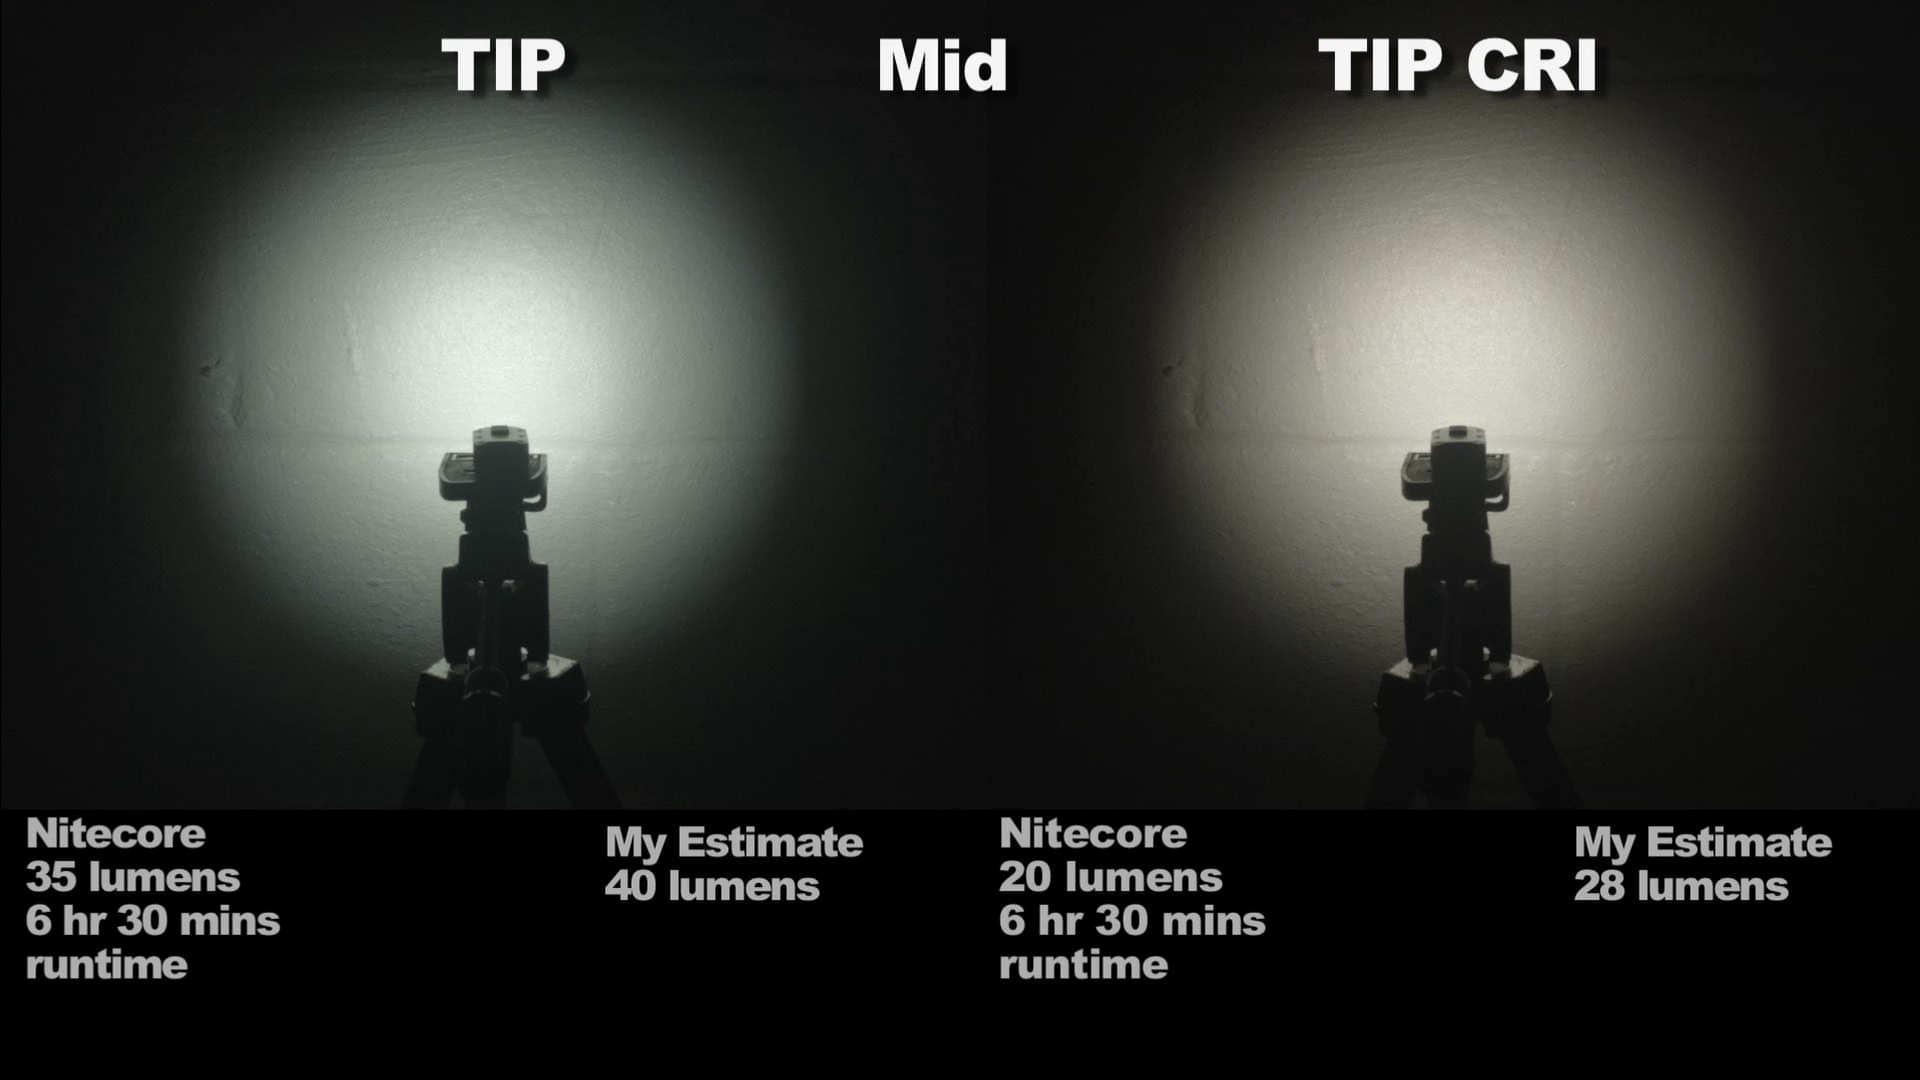 TIP
Mid
TIP CRI
Nitecore
35 lumens
6 hr 30 mins
runtime
My Estimate
40 lumens
Nitecore
20 lumens
6 hr 30 mins
runtime
My Estimate
28 lumens